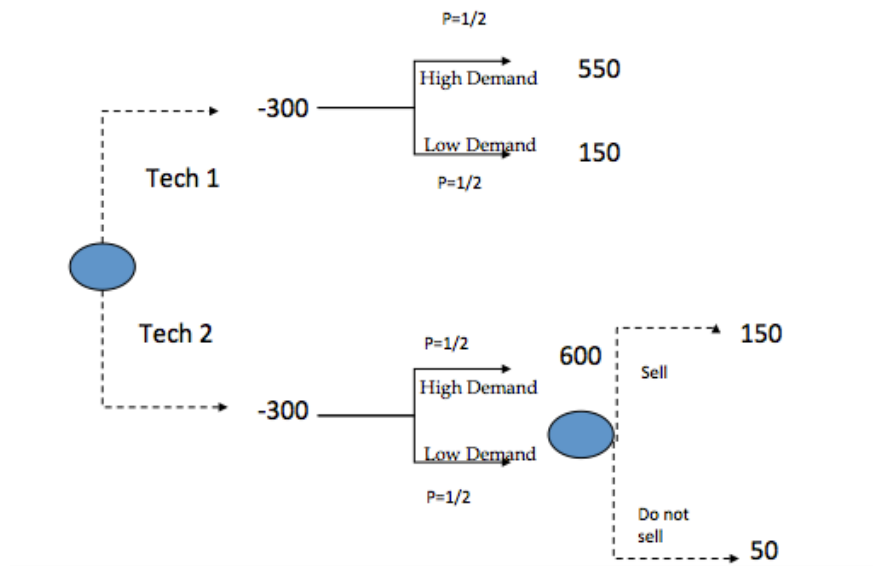 P=1/2
550
High Demand
-300
Low Demand
150
P=1/2
Tech 1
Tech 2
P=1/2
600
150
Sell
High Demand
-300
Low Demand
P=1/2
Do not
sell
50